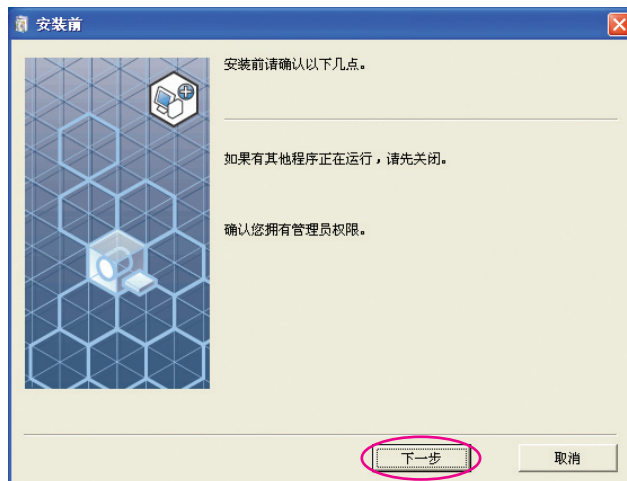 安装前
安装前请确认以下几点。
如果有其他程序正在运行，请先关闭。
确认您拥有管理员权限。
下一步
取消